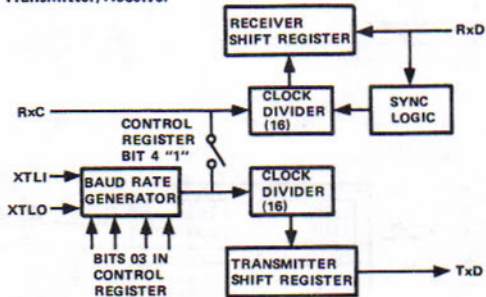 Transmitter/Receiver
RECEIVER
SHIFT REGISTER
RxD
RxC
CLOCK
DIVIDER
(16)
SYNC
LOGIC
CONTROL
REGISTER
BIT 4 "1"
XTLI
XTLO
BAUD RATE
GENERATOR
CLOCK
DIVIDER
(16)
BITS 03 IN
CONTROL
REGISTER
TRANSMITTER
SHIFT REGISTER
TxD